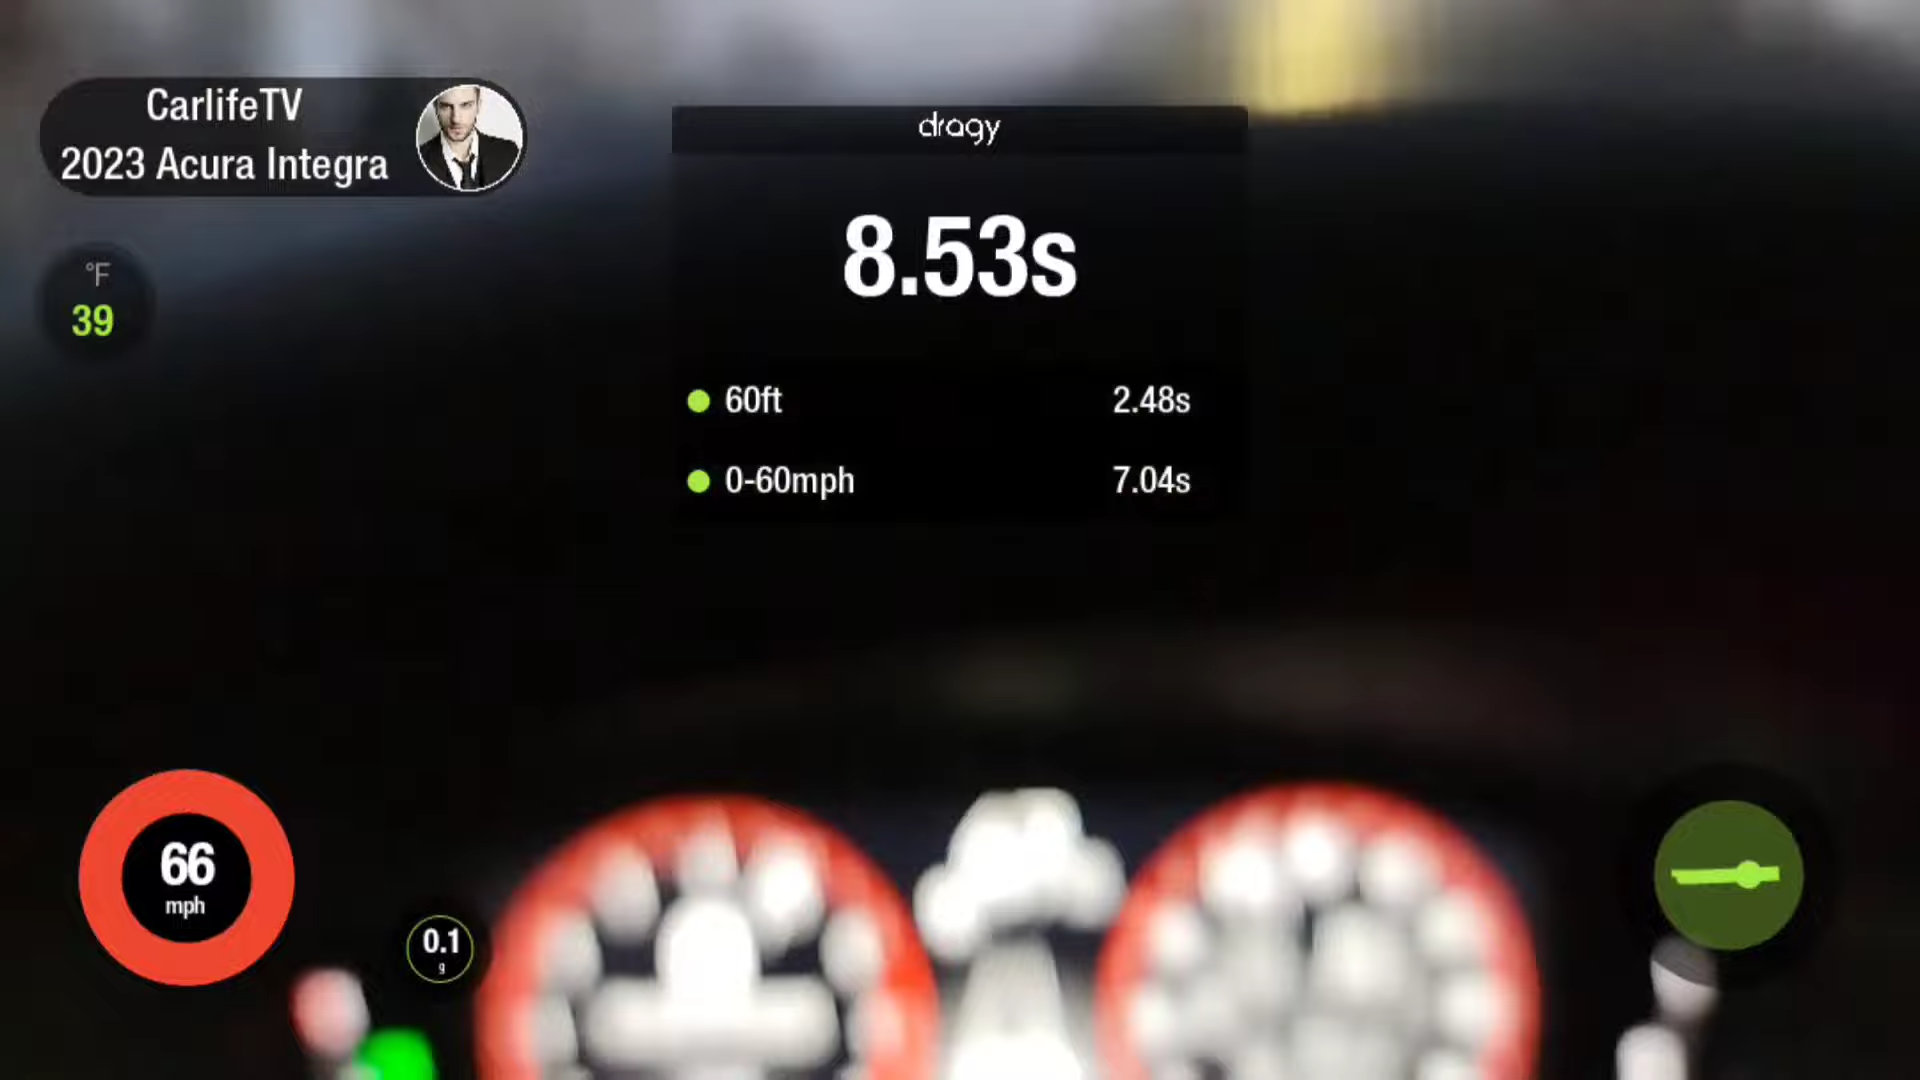 CarlifeTV
2023 Acura Integra
dragy
°F
39
8.53s
60ft 2.48s
0-60mph 7.04s
66
mph
0.1
g